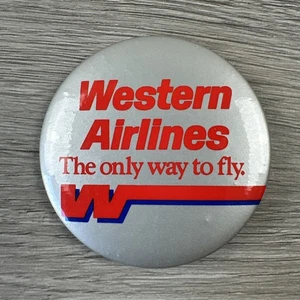 Western
Airlines
The only way to fly.
W